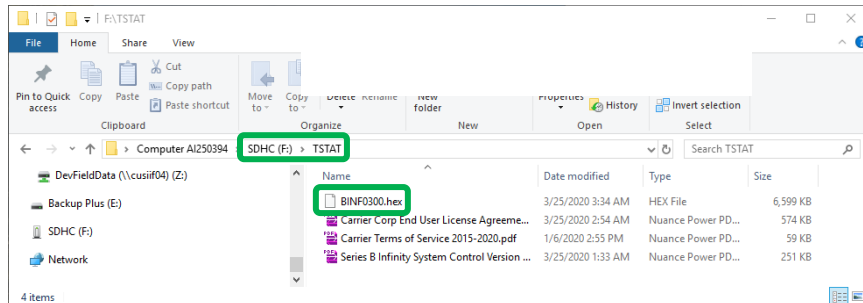 F:\TSTAT
File Home Share View
Pin to Quick access
Copy
Paste
Cut
Copy path
Paste shortcut
Move to
Copy to
Delete
Rename
New folder
Properties
History
Invert selection
Clipboard Organize New Open Select
Computer AI250394 SDHC (F:) TSTAT
Search TSTAT
DevFieldData (\\cusiif04) (Z:)
Backup Plus (E:)
SDHC (F:)
Network
Name Date modified Type Size
BINF0300.hex 3/25/2020 3:34 AM HEX File 6,599 KB
Carrier Corp End User License Agreeme... 3/25/2020 2:54 AM Nuance Power PD... 574 KB
Carrier Terms of Service 2015-2020.pdf 1/6/2020 2:55 PM Nuance Power PD... 59 KB
Series B Infinity System Control Version ... 3/25/2020 1:33 AM Nuance Power PD... 251 KB
4 items